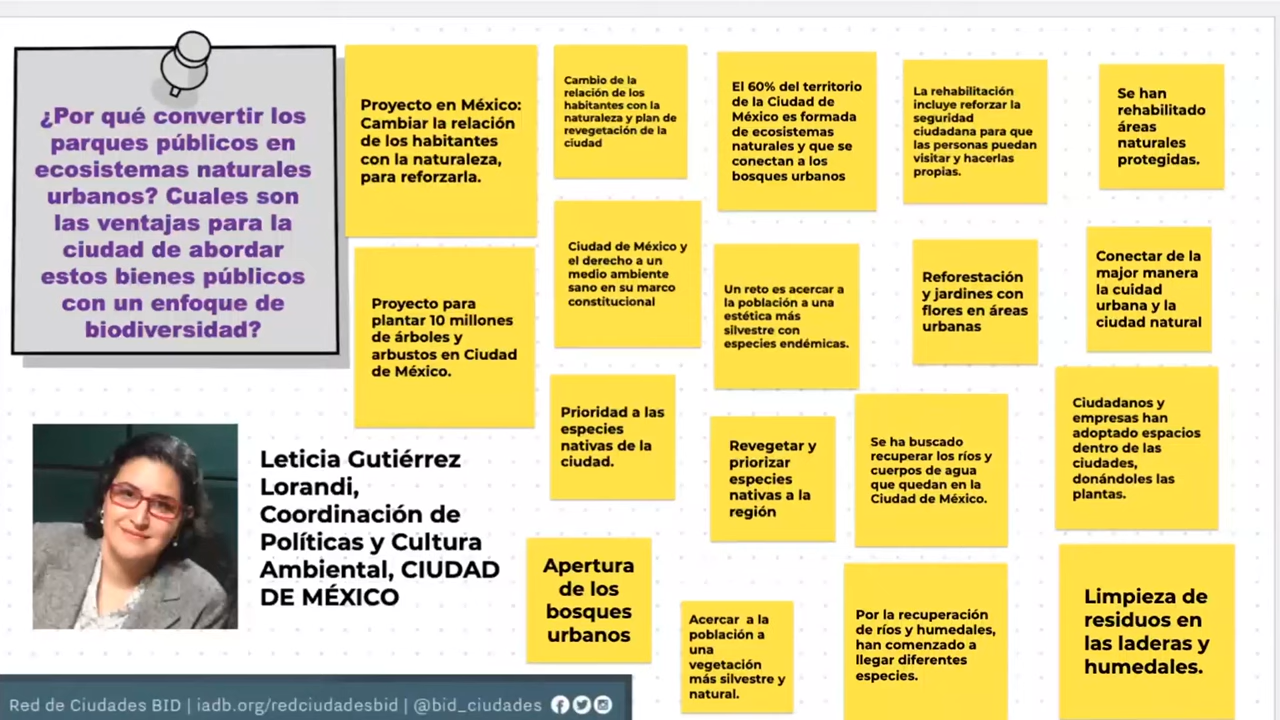 ¿Por qué convertir los
parques públicos en
ecosistemas naturales
urbanos? Cuales son
las ventajas para la
ciudad de abordar
estos bienes públicos
con un enfoque de
biodiversidad?
Proyecto en México:
Cambiar la relación
de los habitantes
con la naturaleza,
para reforzarla.
Cambio de la
relación de los
habitantes con la
naturaleza y plan de
revegetación de la
ciudad
El 60% del territorio
de la Ciudad de
México es formada
de ecosistemas
naturales y que se
conectan a los
bosques urbanos
La rehabilitación
incluye reforzar la
seguridad
ciudadana para que
las personas puedan
visitar y hacerlas
propias.
Se han
rehabilitado
áreas
naturales
protegidas.
Proyecto para
plantar 10 millones
de árboles y
arbustos en Ciudad
de México.
Ciudad de México y
el derecho a un
medio ambiente
sano en su marco
constitucional
Un reto es acercar a
la población a una
estética más
silvestre con
especies endémicas.
Reforestación
y jardines con
flores en áreas
urbanas
Conectar de la
major manera
la cuidad
urbana y la
ciudad natural
Prioridad a las
especies
nativas de la
ciudad.
Revegetar y
priorizar
especies
nativas a la
región
Se ha buscado
recuperar los ríos y
cuerpos de agua
que quedan en la
Ciudad de México.
Ciudadanos y
empresas han
adoptado espacios
dentro de las
ciudades,
donándoles las
plantas.
Leticia Gutiérrez
Lorandi,
Coordinación de
Políticas y Cultura
Ambiental, CIUDAD
DE MÉXICO
Apertura
de los
bosques
urbanos
Acercar a la
población a
una
vegetación
más silvestre y
natural.
Por la recuperación
de ríos y humedales,
han comenzado a
llegar diferentes
especies.
Limpieza de
residuos en
las laderas y
humedales.
Red de Ciudades BID | iadb.org/redciudadesbid | @bid_ciudades